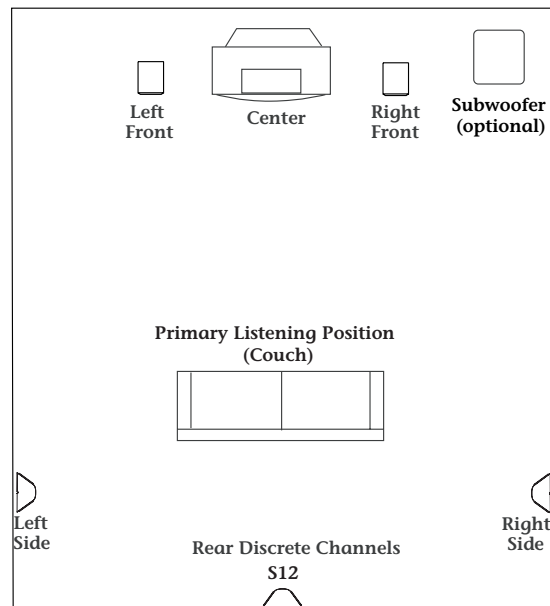 Left
Front
Center
Right
Front
Subwoofer
(optional)
Primary Listening Position
(Couch)
Left
Side
Right
Side
Rear Discrete Channels
S12